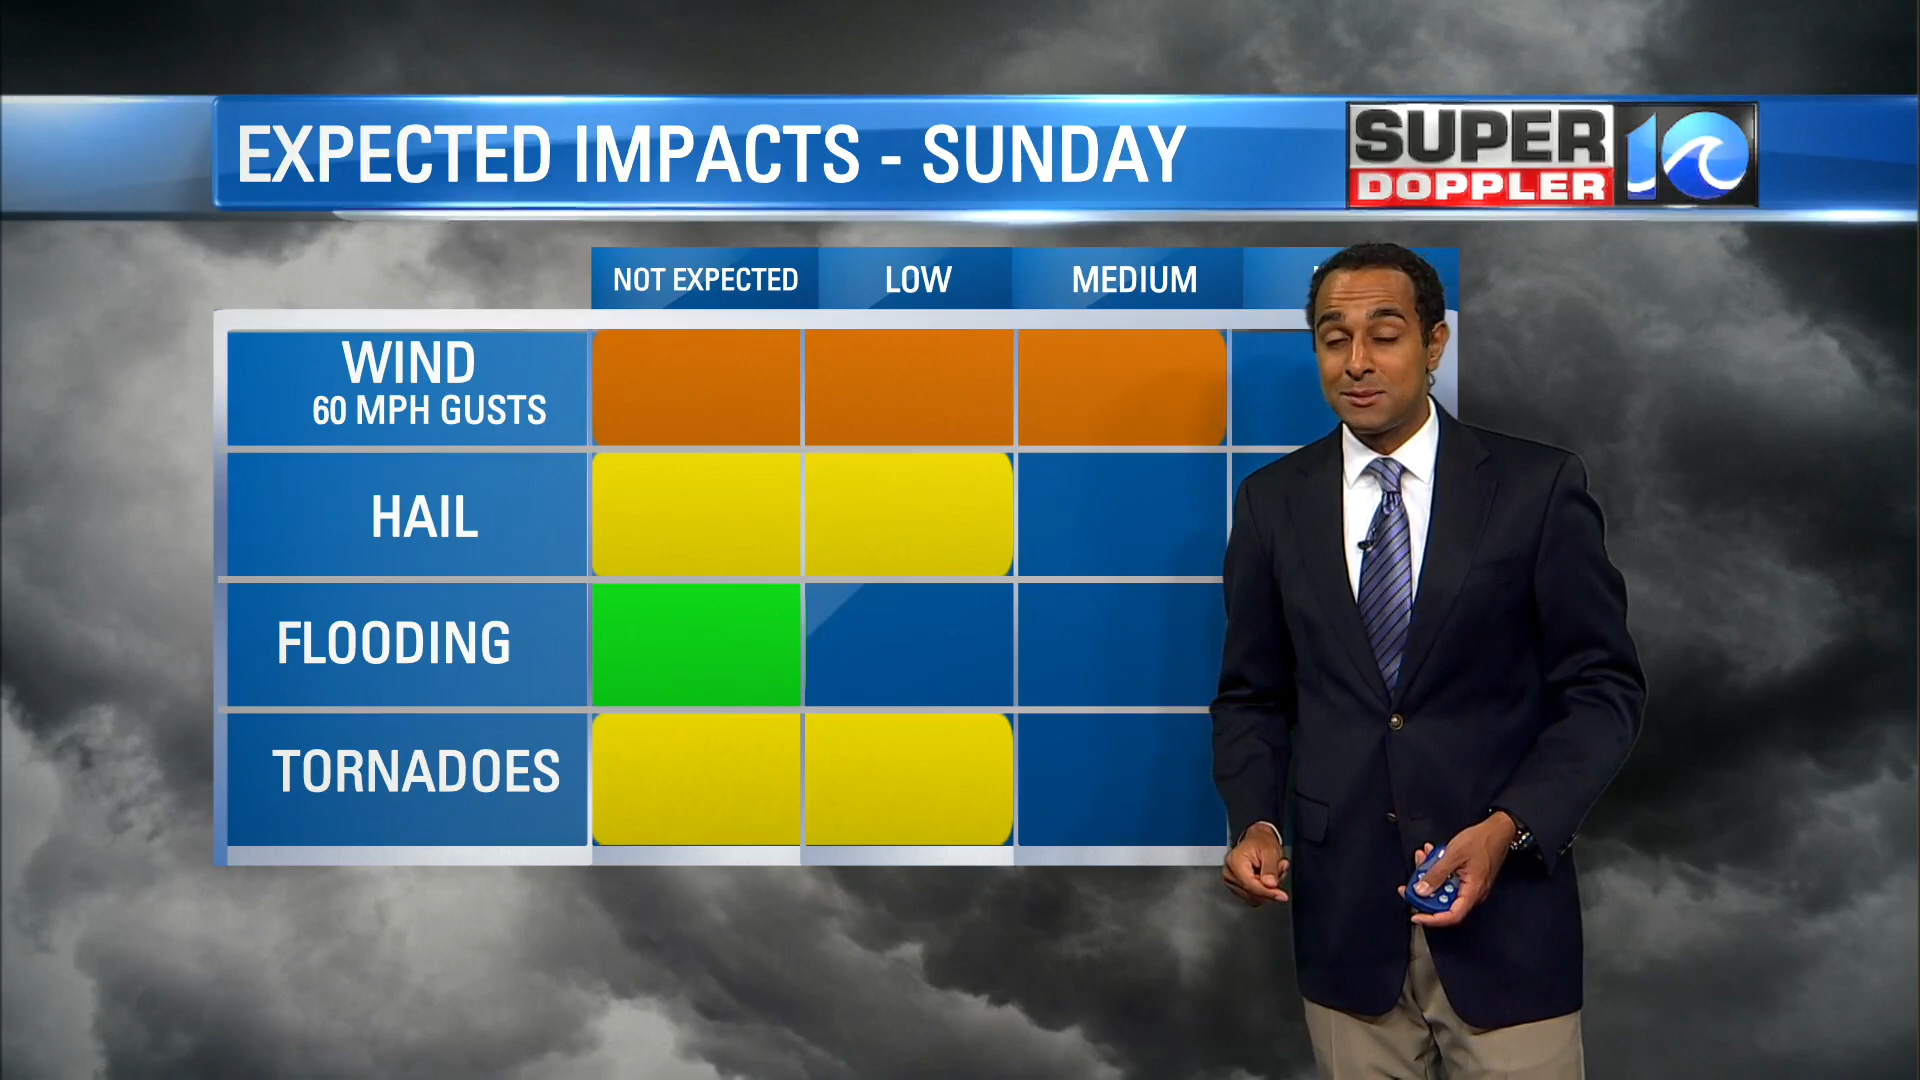 EXPECTED IMPACTS - SUNDAY
SUPER
DOPPLER 10
NOT EXPECTED LOW MEDIUM
WIND
60 MPH GUSTS
HAIL
FLOODING
TORNADOES